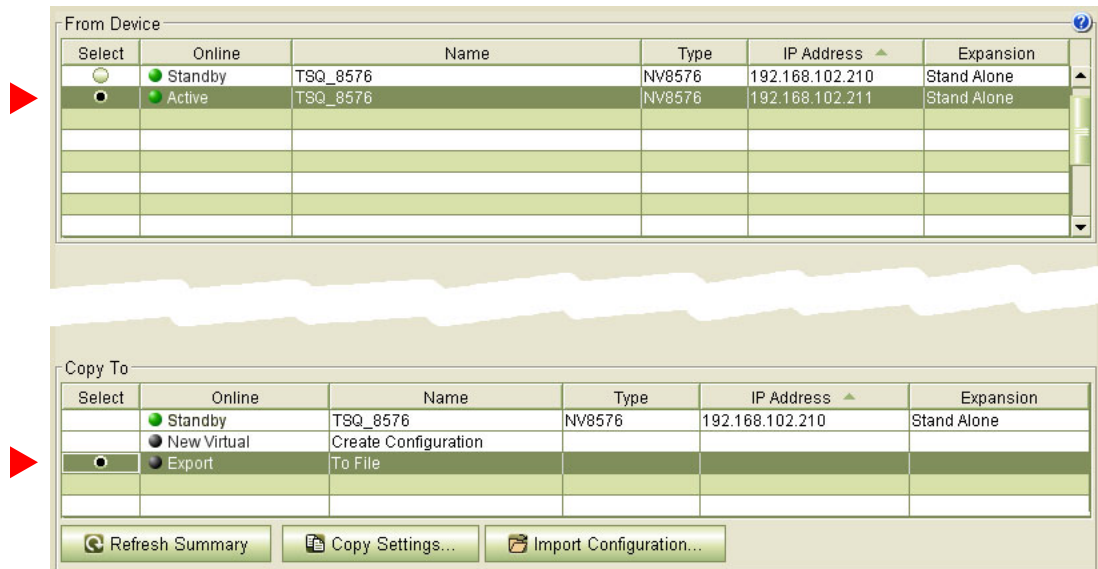 From Device
Select Online Name Type IP Address Expansion
Standby TSQ_8576 NV8576 192.168.102.210 Stand Alone
Active TSQ_8576 NV8576 192.168.102.211 Stand Alone
Copy To
Select Online Name Type IP Address Expansion
Standby TSQ_8576 NV8576 192.168.102.210 Stand Alone
New Virtual Create Configuration
Export To File
Refresh Summary Copy Settings... Import Configuration...